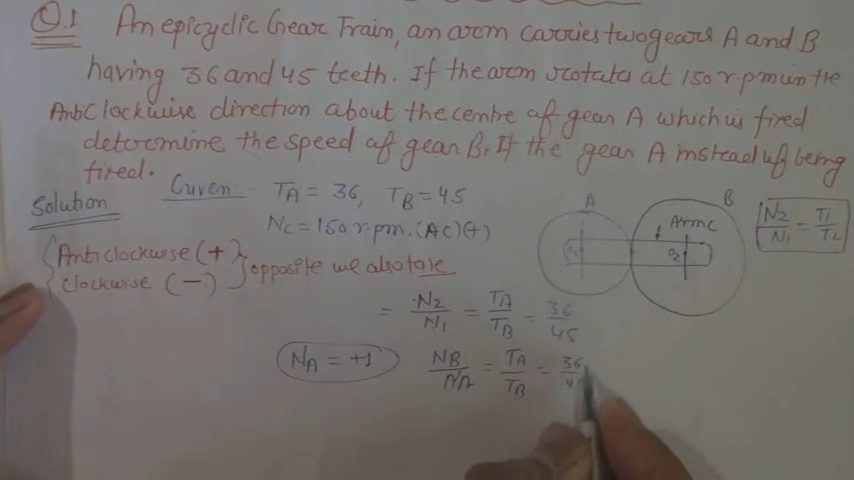 Q.1 An epicyclic Gear Train, an arm carries two gears A and B
having 36 and 45 teeth. If the arm rotates at 150 r.p.m in the
AntiClockwise direction about the centre of gear A which is fixed
determine the speed of gear B, If the gear A instead of being
fixed.
Solution Given - TA = 36, TB = 45
NC = 150 r.p.m. (AC)(+)
A B
Arm C
N2/N1 = T1/T2
Anticlockwise (+)
Clockwise (-)
opposite we also take
= N2/N1 = TA/TB = 36/45
NA = +1 NB/NA = TA/TB = 36/4